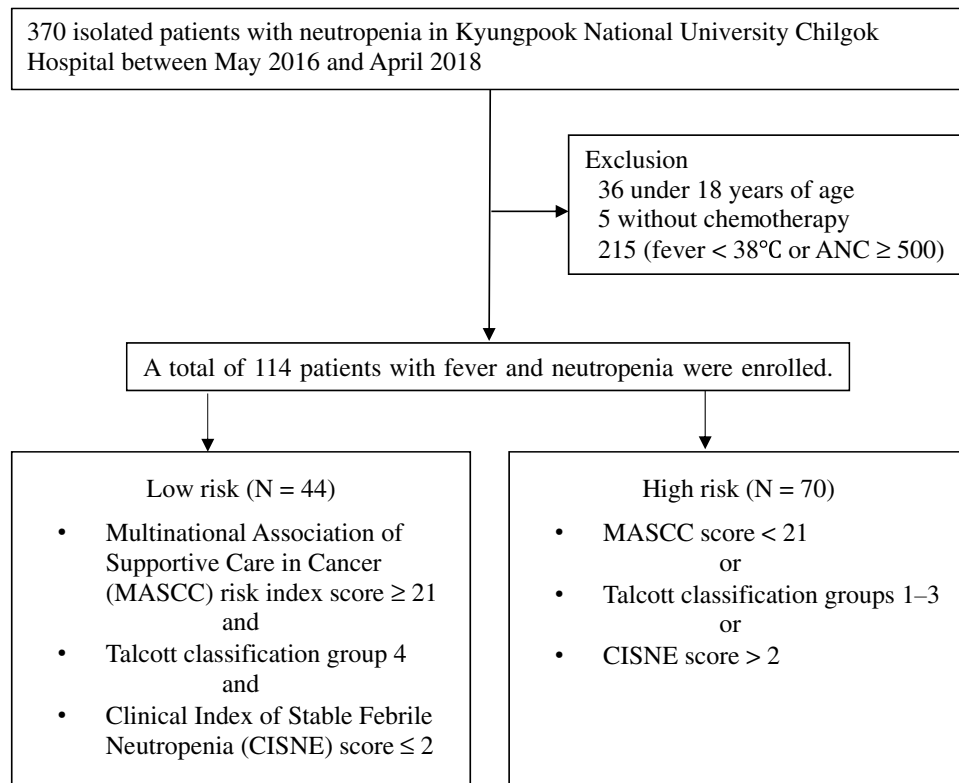 370 isolated patients with neutropenia in Kyungpook National University Chilgok
Hospital between May 2016 and April 2018
Exclusion
36 under 18 years of age
5 without chemotherapy
215 (fever < 38℃ or ANC ≥ 500)
A total of 114 patients with fever and neutropenia were enrolled.
Low risk (N = 44)
• Multinational Association of
Supportive Care in Cancer
(MASCC) risk index score ≥ 21
and
• Talcott classification group 4
and
• Clinical Index of Stable Febrile
Neutropenia (CISNE) score ≤ 2
High risk (N = 70)
• MASCC score < 21
or
• Talcott classification groups 1–3
or
• CISNE score > 2